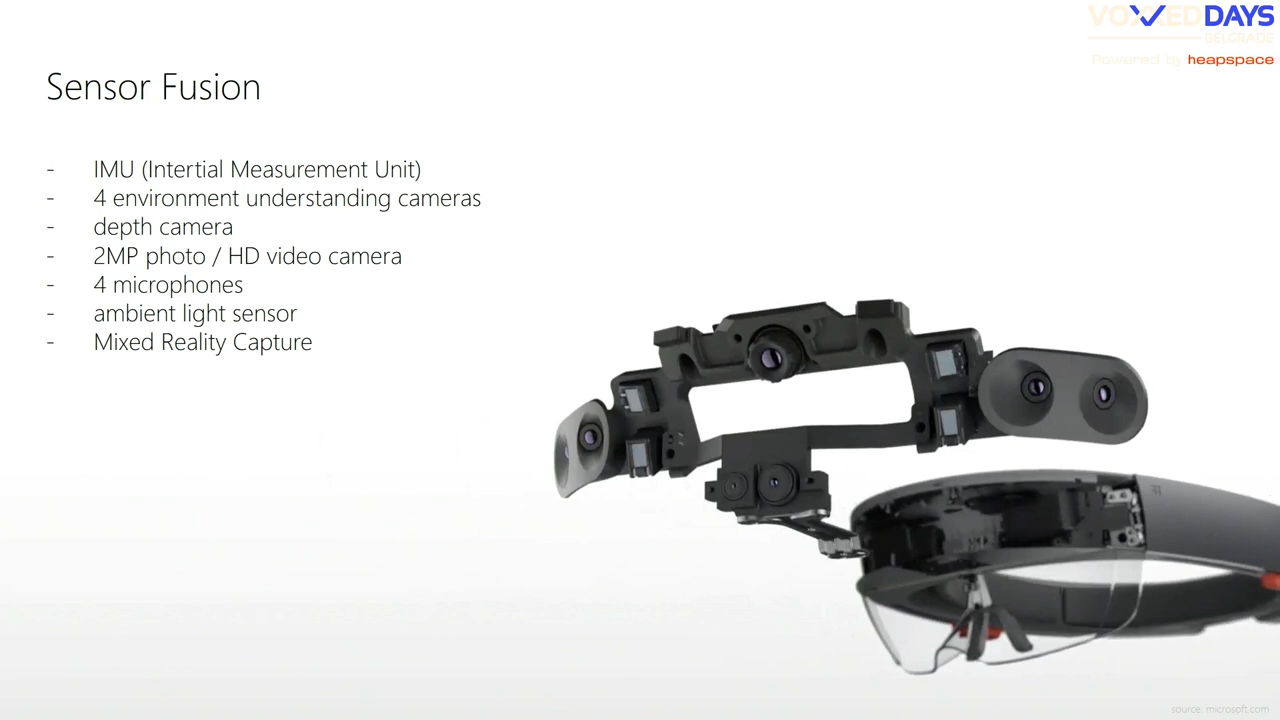 VOXXED DAYS
BELGRADE
Powered by heapspace
Sensor Fusion
- IMU (Intertial Measurement Unit)
- 4 environment understanding cameras
- depth camera
- 2MP photo / HD video camera
- 4 microphones
- ambient light sensor
- Mixed Reality Capture
source: microsoft.com